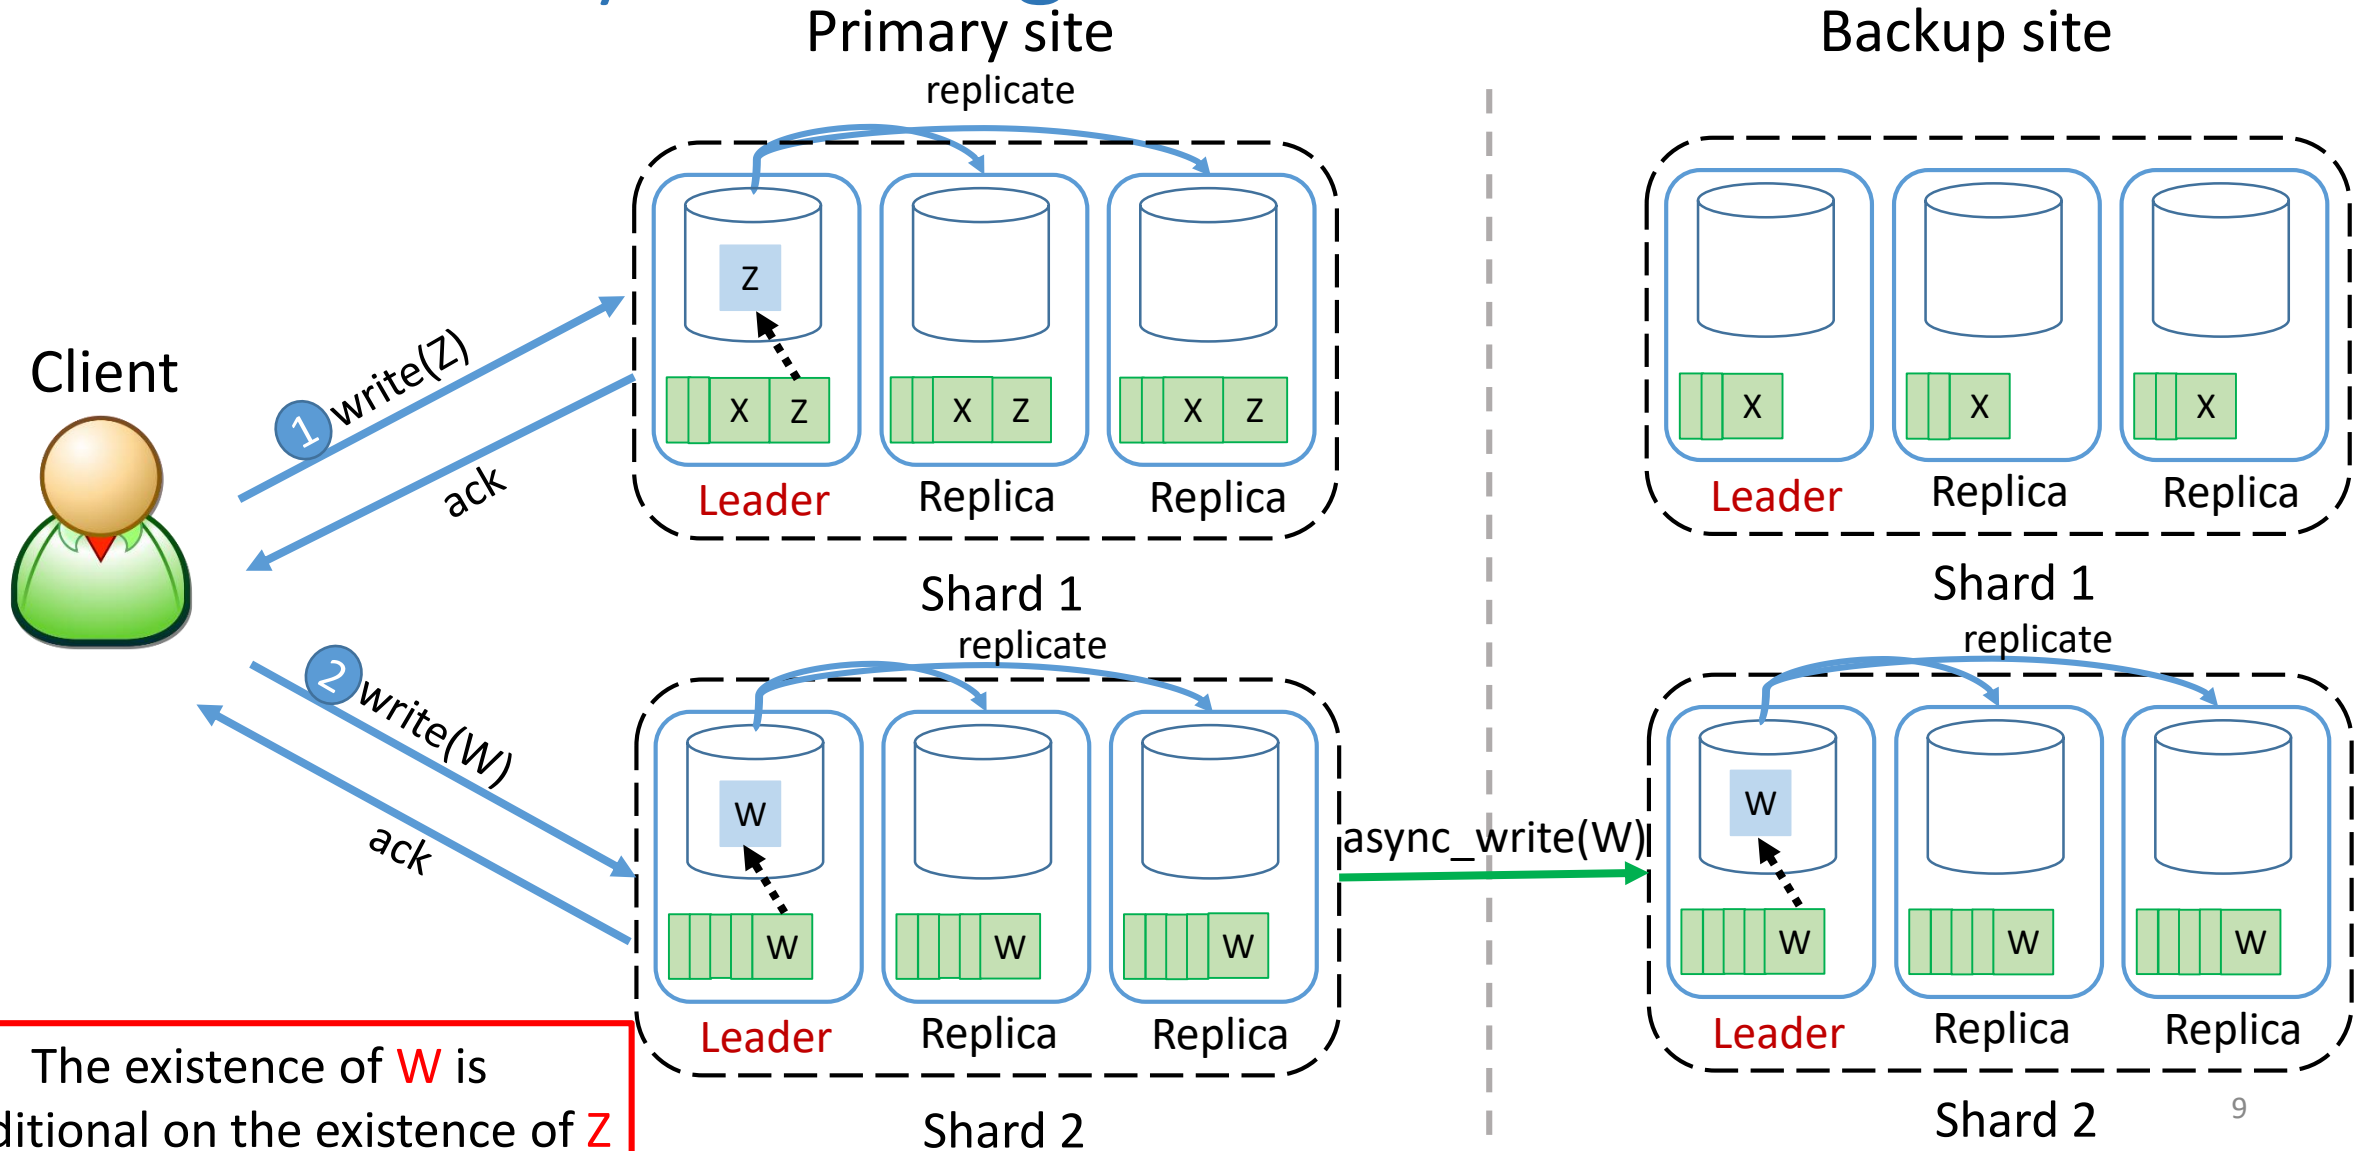 Primary site
Backup site
replicate
Z
X Z
X Z
X Z
Leader
Replica
Replica
Shard 1
X
X
X
Leader
Replica
Replica
Shard 1
Client
1 write(Z)
ack
2 write(W)
ack
replicate
W
W
W
W
Leader
Replica
Replica
Shard 2
async_write(W)
replicate
W
W
W
W
Leader
Replica
Replica
Shard 2
The existence of W is
ditional on the existence of Z
9